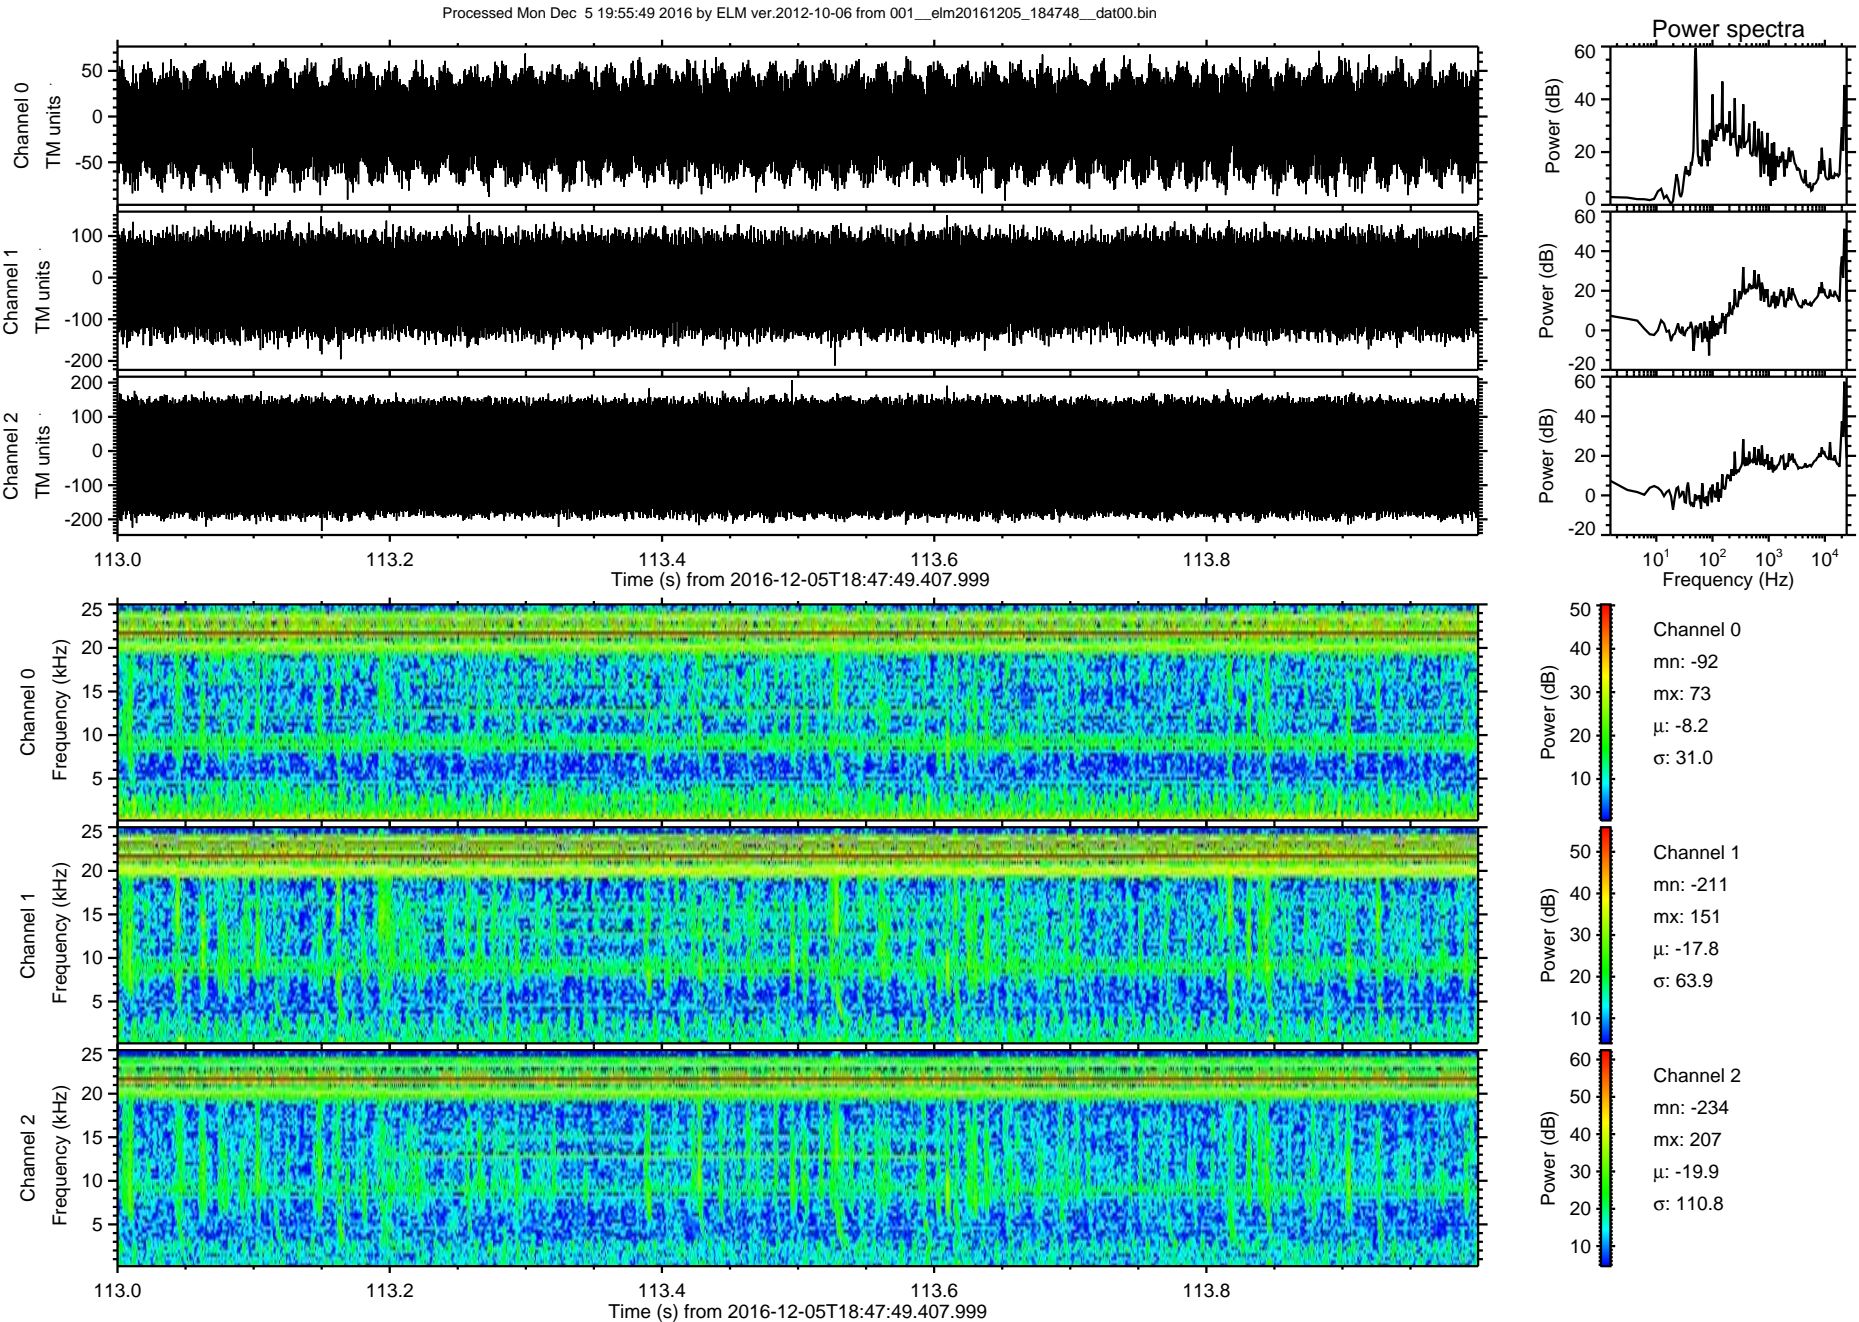 Processed Mon Dec  5 19:55:49 2016 by ELM ver.2012-10-06 from 001__elm20161205_184748__dat00.bin
Power spectra
Channel 0
TM units
50
0
-50
Power (dB)
60
40
20
0
Channel 1
TM units
100
0
-100
-200
Power (dB)
60
40
20
0
-20
Channel 2
TM units
200
100
0
-100
-200
Power (dB)
60
40
20
0
-20
113.0 113.2 113.4 113.6 113.8
Time (s) from 2016-12-05T18:47:49.407.999
10^1 10^2 10^3 10^4
Frequency (Hz)
Channel 0
Frequency (kHz)
25
20
15
10
5
Power (dB)
50
40
30
20
10
Channel 0
mn: -92
mx: 73
μ: -8.2
σ: 31.0
Channel 1
Frequency (kHz)
25
20
15
10
5
Power (dB)
50
40
30
20
10
Channel 1
mn: -211
mx: 151
μ: -17.8
σ: 63.9
Channel 2
Frequency (kHz)
25
20
15
10
5
Power (dB)
60
50
40
30
20
10
Channel 2
mn: -234
mx: 207
μ: -19.9
σ: 110.8
113.0 113.2 113.4 113.6 113.8
Time (s) from 2016-12-05T18:47:49.407.999